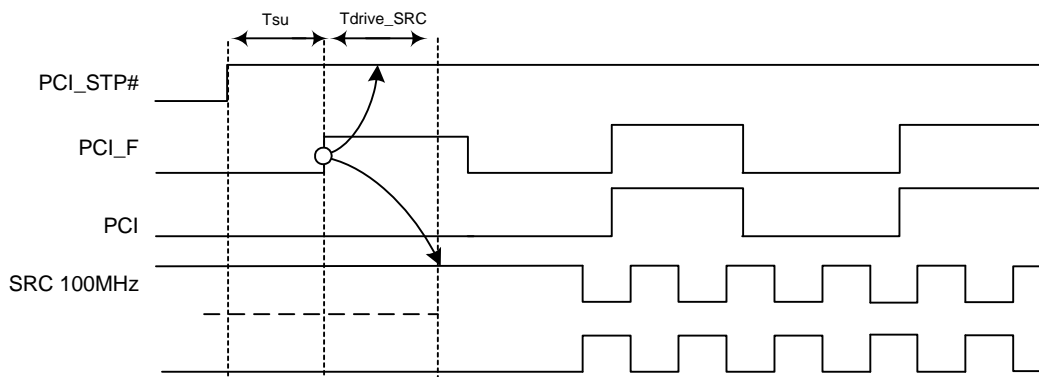 Tsu Tdrive_SRC
PCI_STP#
PCI_F
PCI
SRC 100MHz